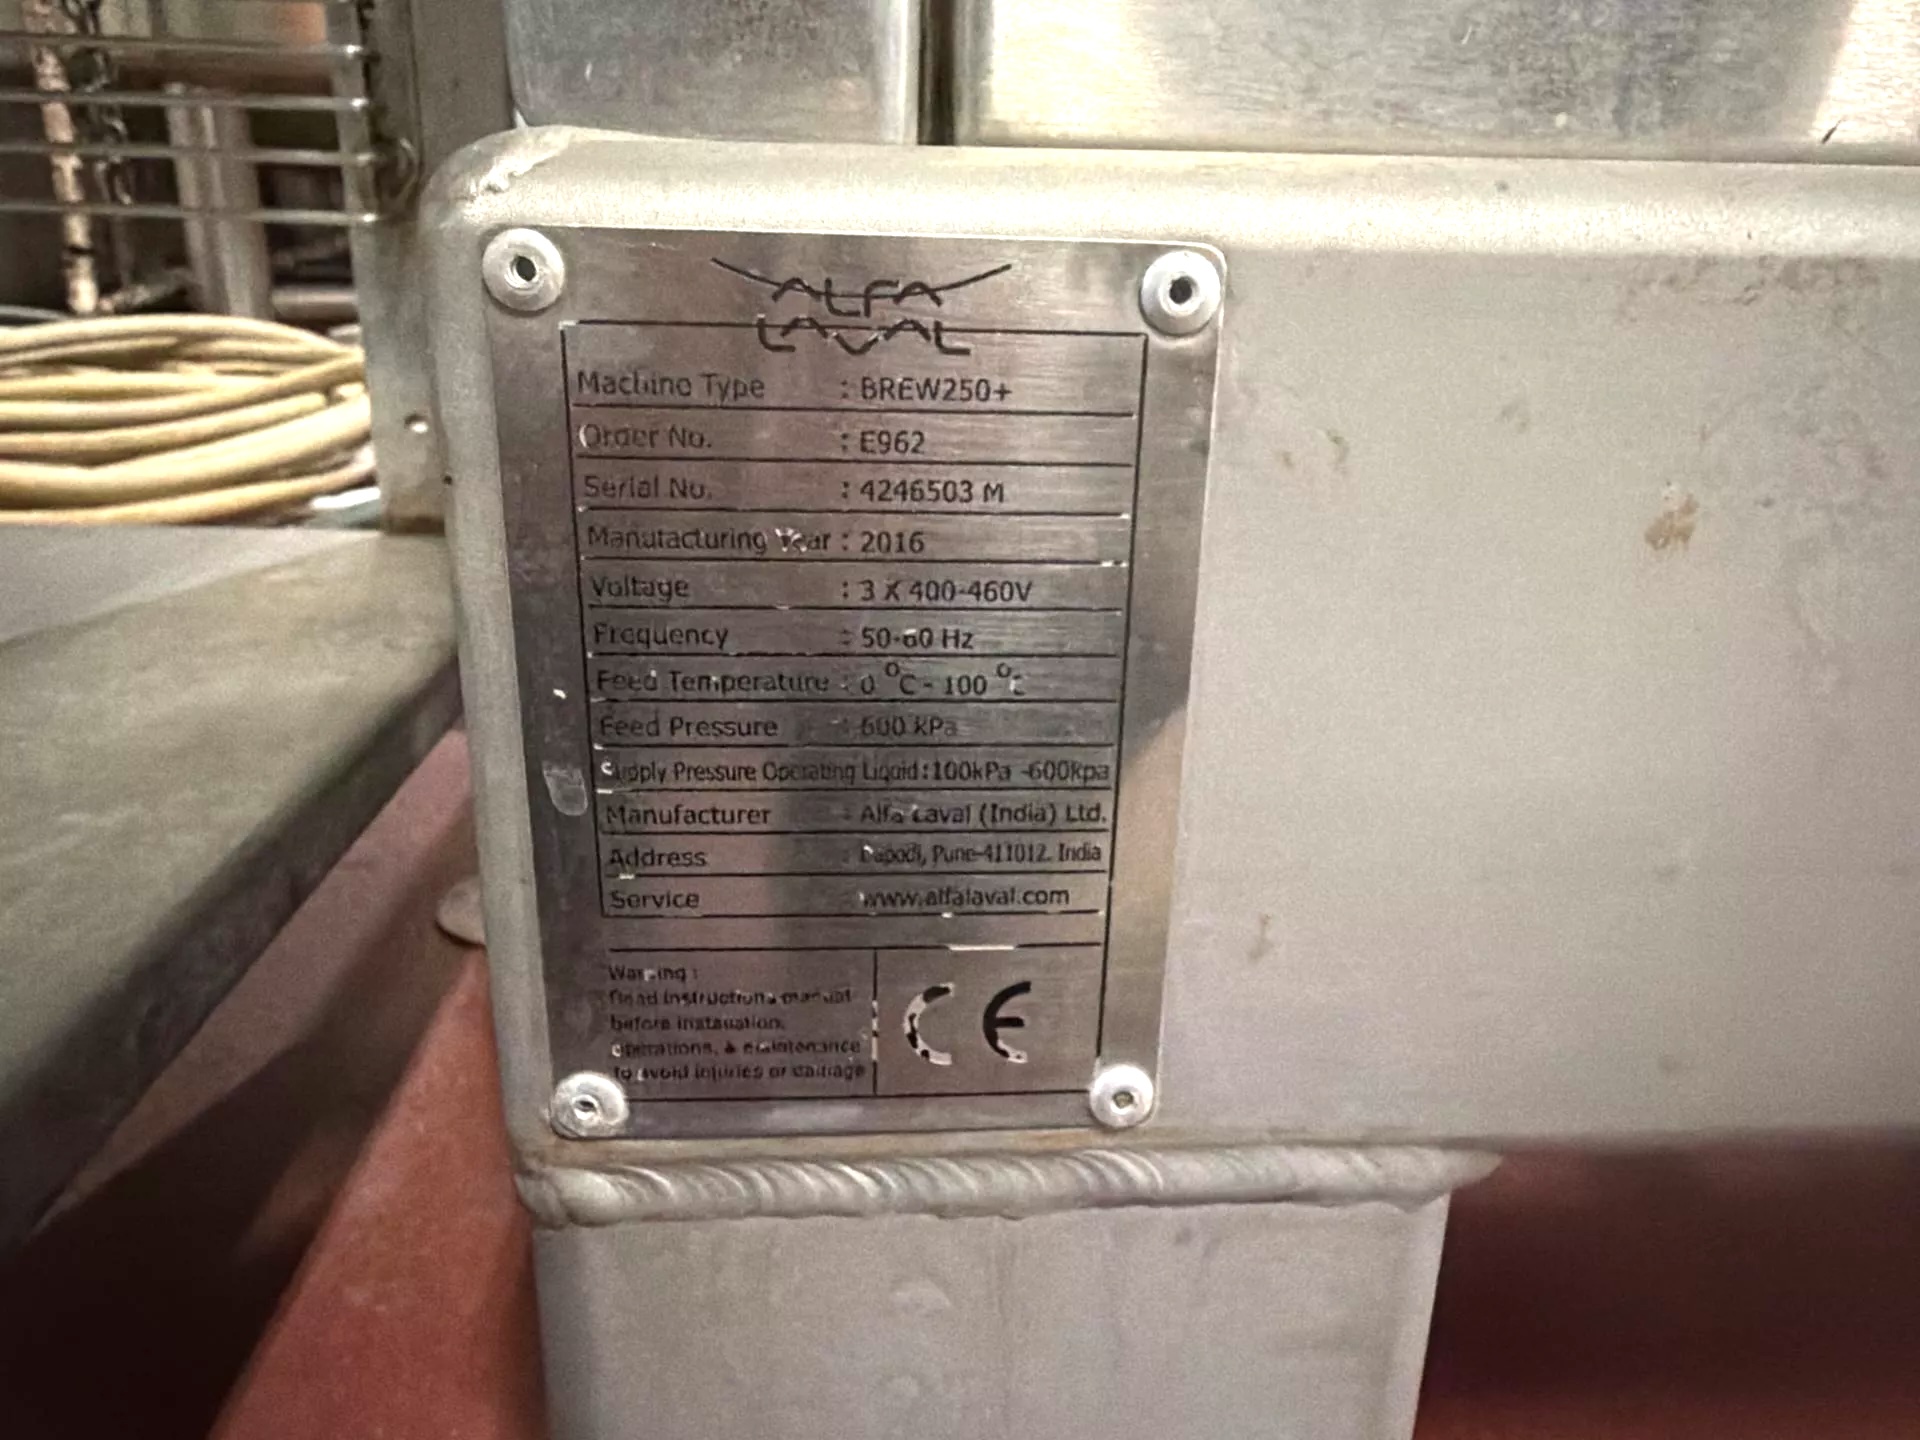 ALFA
LAVAL
Machine Type : BREW250+
Order No. : E962
Serial No. : 4246503 M
Manufacturing Year : 2016
Voltage : 3 X 400-460V
Frequency : 50-60 Hz
Feed Temperature : 0 °C - 100 °C
Feed Pressure : 600 kPa
Supply Pressure Operating Liquid:100kPa -600kpa
Manufacturer : Alfa Laval (India) Ltd.
Address : Dapodi, Pune-411012. India
Service : www.alfalaval.com
Warning :
Read instructions manual
before installation,
operations, & maintenance
to avoid injuries or damage
CE